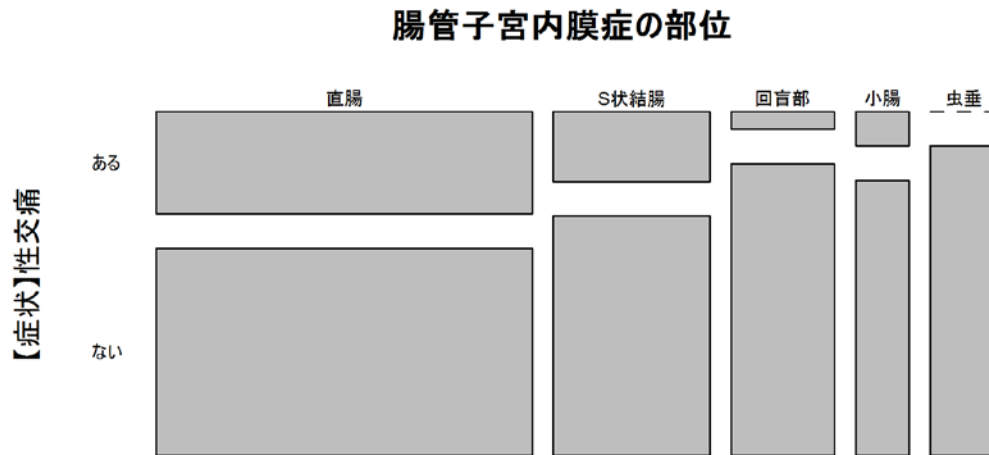 腸管子宮内膜症の部位
直腸
S状結腸
回盲部
小腸
虫垂
ある
ない
【症状】性交痛